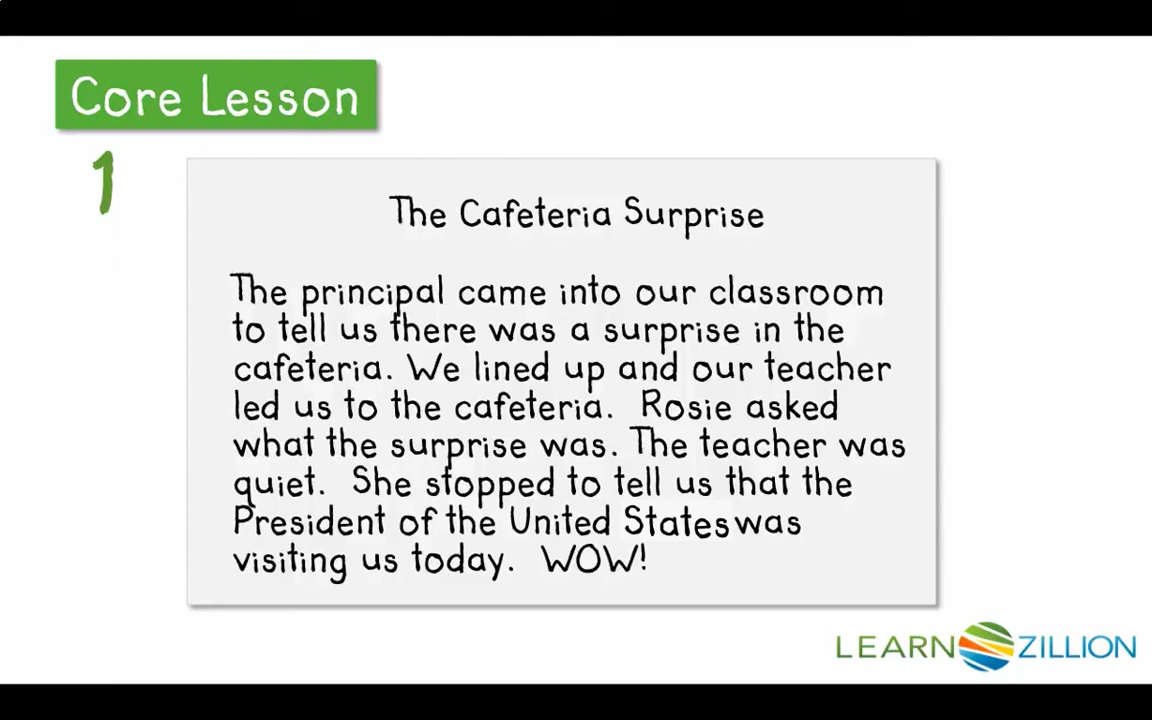 Core Lesson
1
The Cafeteria Surprise
The principal came into our classroom
to tell us there was a surprise in the
cafeteria. We lined up and our teacher
led us to the cafeteria. Rosie asked
what the surprise was. The teacher was
quiet. She stopped to tell us that the
President of the United States was
visiting us today. WOW!
LEARN ZILLION